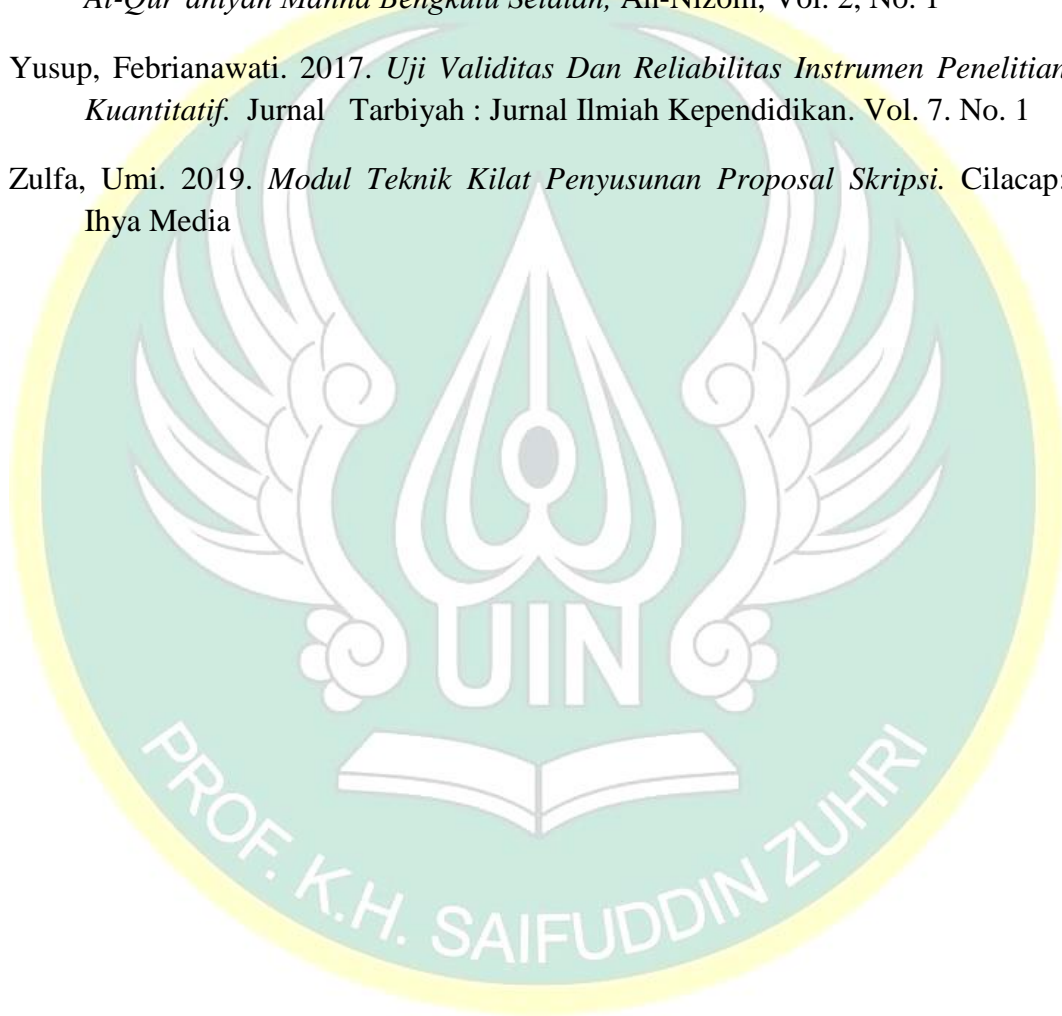 Al-Qur'aniyah Manna Bengkulu Selatan, An-Nizom, Vol. 2, No. 1
Yusup, Febrianawati. 2017. Uji Validitas Dan Reliabilitas Instrumen Penelitian
Kuantitatif. Jurnal Tarbiyah : Jurnal Ilmiah Kependidikan. Vol. 7. No. 1
Zulfa, Umi. 2019. Modul Teknik Kilat Penyusunan Proposal Skripsi. Cilacap:
Ihya Media
UIN
PROF. K.H. SAIFUDDIN ZUHRI